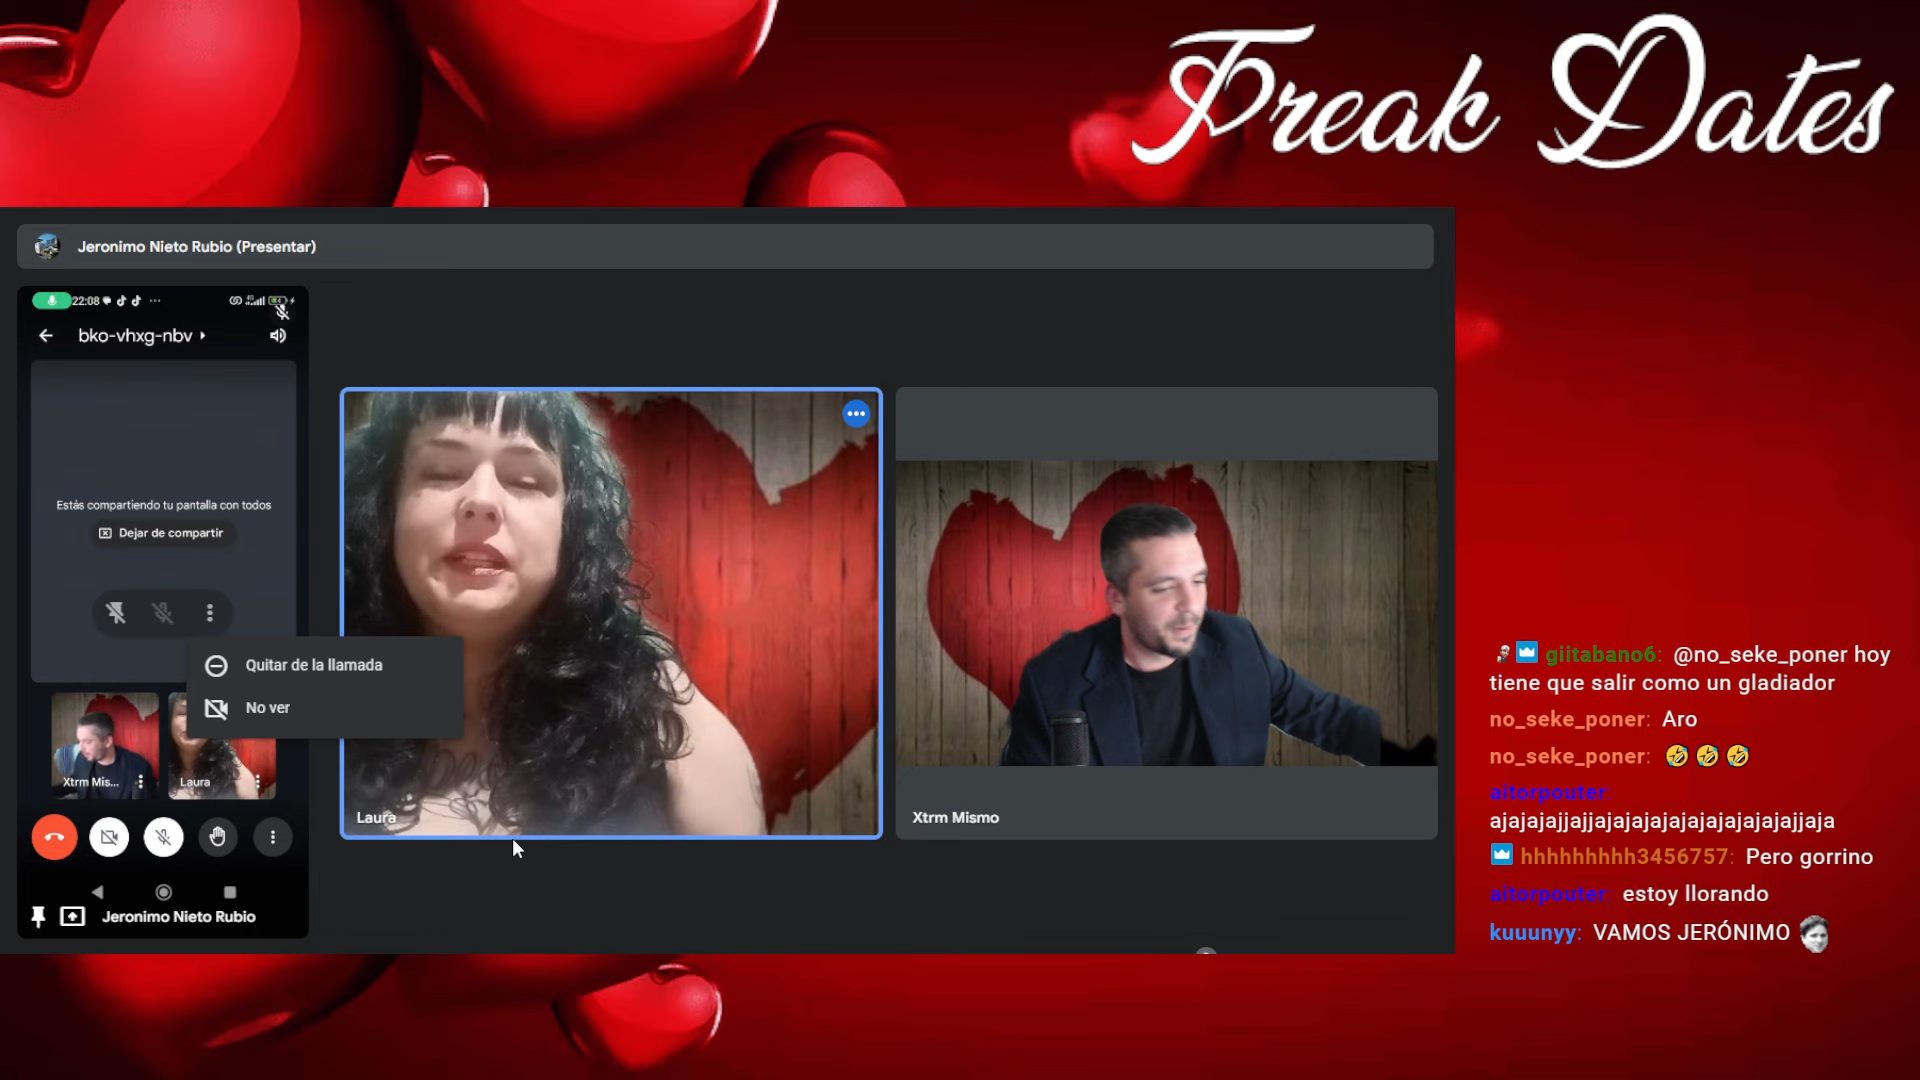 Freak Dates
Jeronimo Nieto Rubio (Presentar)
22:08
bko-vhxg-nbv
Estás compartiendo tu pantalla con todos
Dejar de compartir
Quitar de la llamada
No ver
Xtrm Mis...
Laura
Jeronimo Nieto Rubio
Laura
Xtrm Mismo
giitabano6: @no_seke_poner hoy
tiene que salir como un gladiador
no_seke_poner: Aro
no_seke_poner: 🤣 🤣 🤣
aitorpouter:
ajajajajjajjajajajajajajajajajajajjaja
hhhhhhhhh3456757: Pero gorrino
aitorpouter: estoy llorando
kuuunyy: VAMOS JERÓNIMO